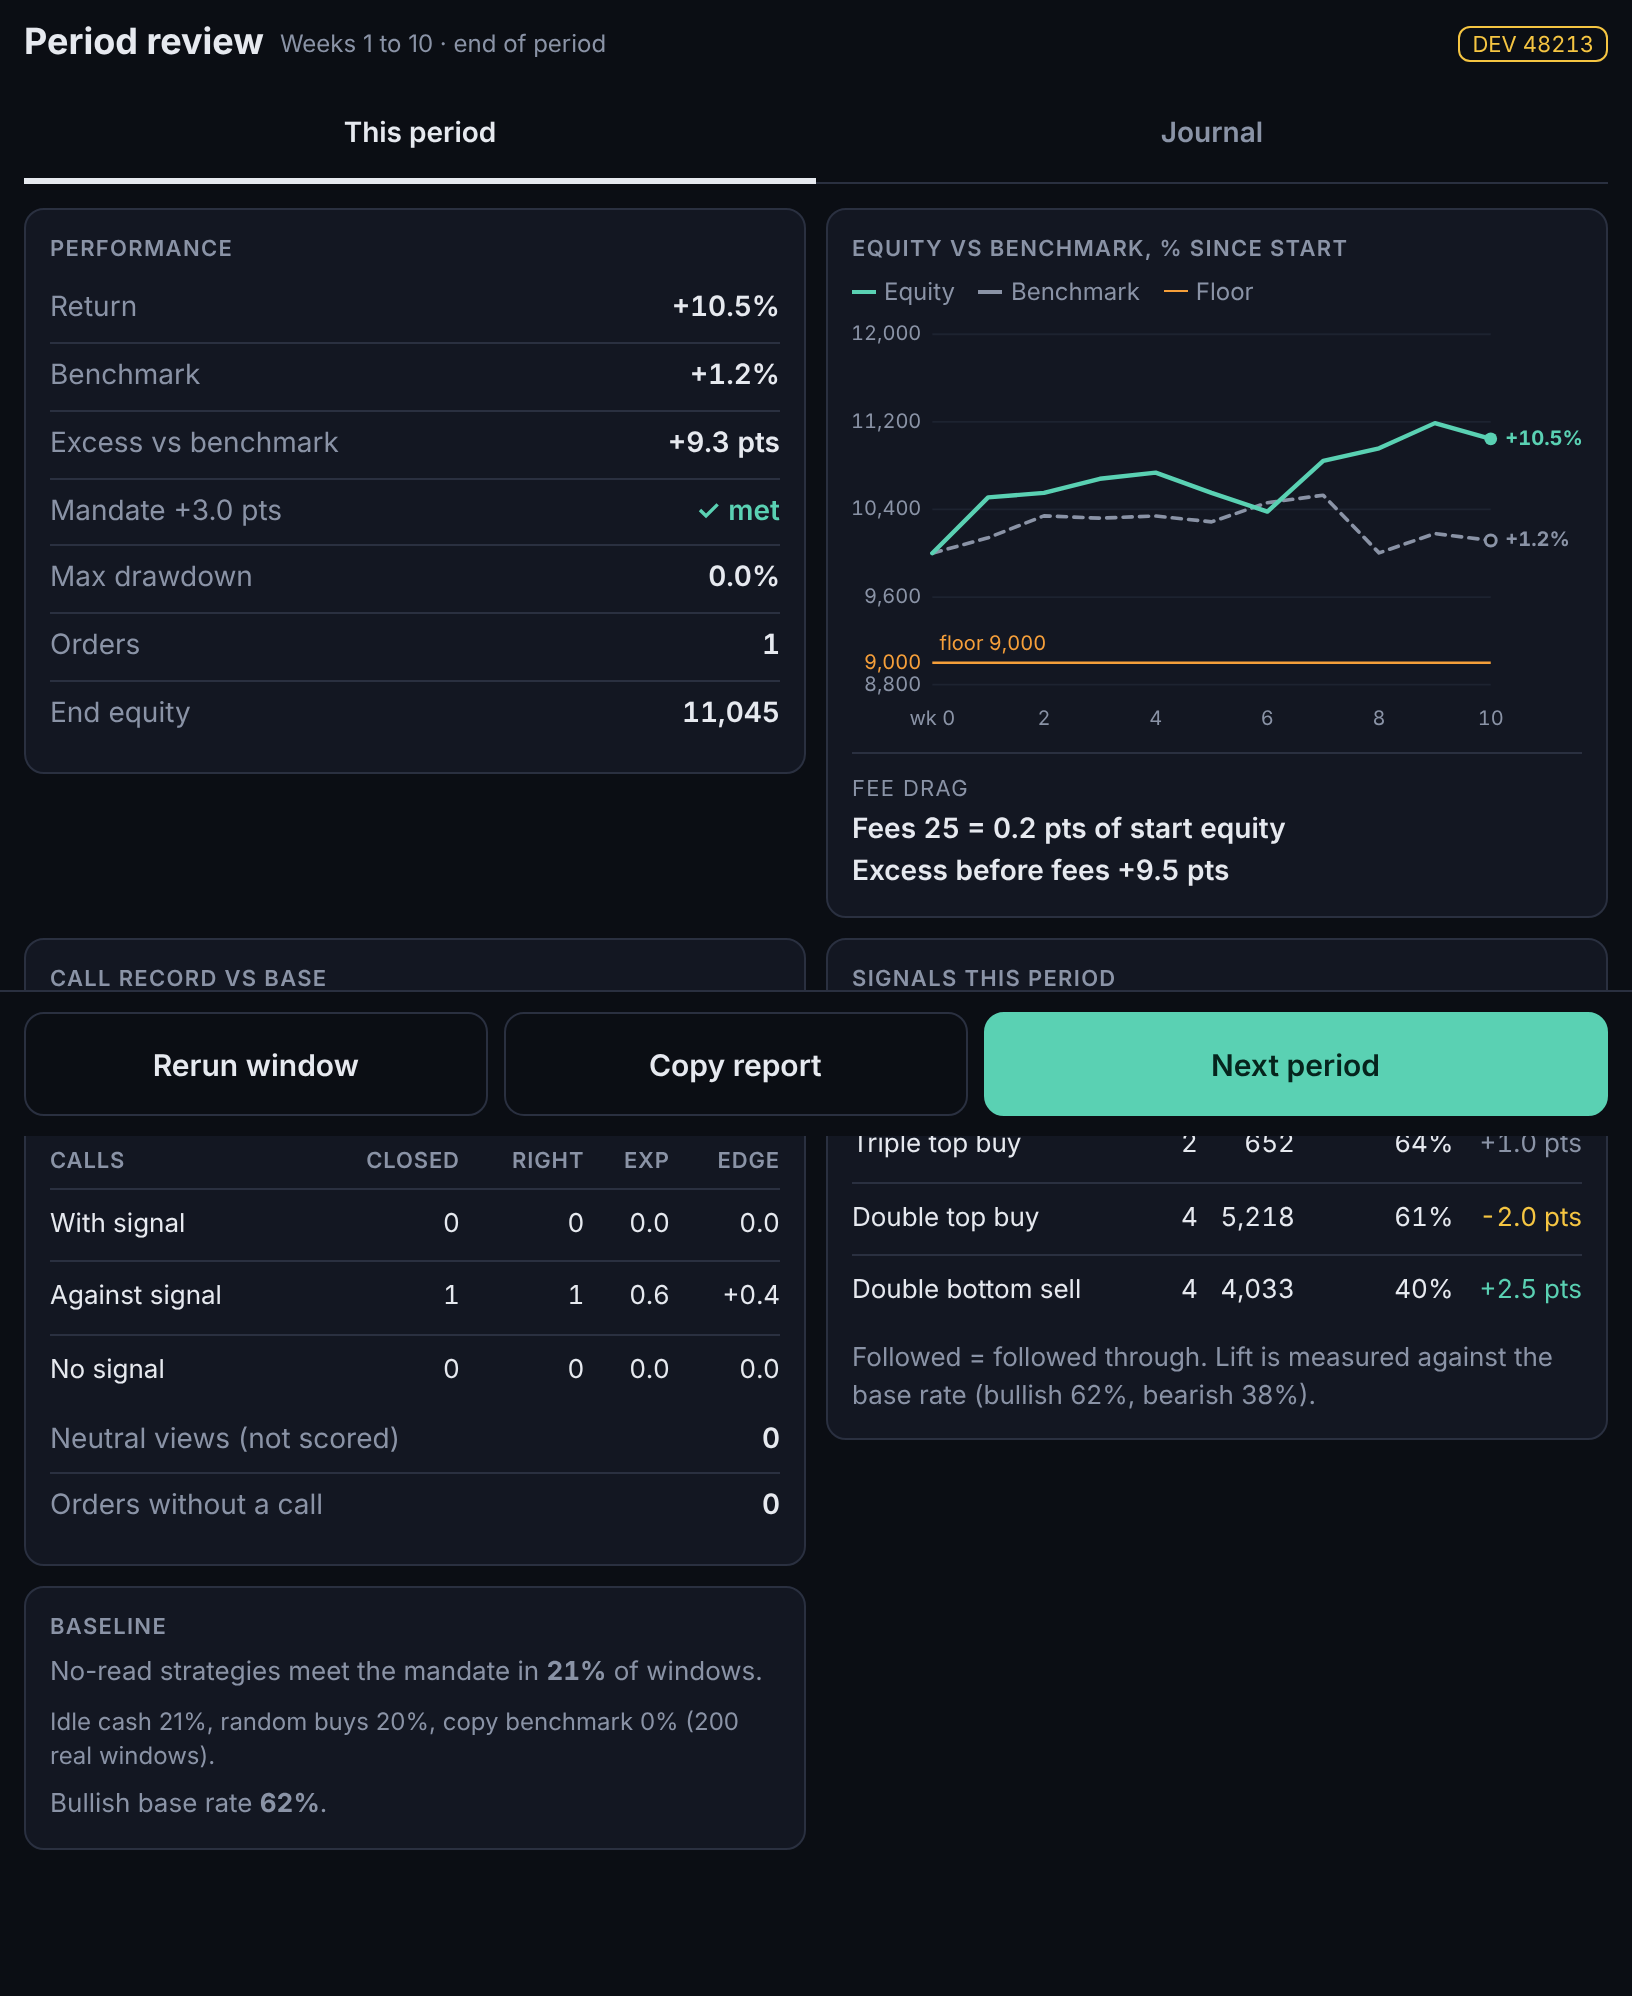 Period review Weeks 1 to 10 · end of period DEV 48213
This period Journal
PERFORMANCE
Return +10.5%
Benchmark +1.2%
Excess vs benchmark +9.3 pts
Mandate +3.0 pts ✓ met
Max drawdown 0.0%
Orders 1
End equity 11,045
EQUITY VS BENCHMARK, % SINCE START
Equity Benchmark Floor
12,000
11,200
+10.5%
10,400
+1.2%
9,600
floor 9,000
9,000
8,800
wk 0 2 4 6 8 10
FEE DRAG
Fees 25 = 0.2 pts of start equity
Excess before fees +9.5 pts
CALL RECORD VS BASE
SIGNALS THIS PERIOD
Rerun window Copy report Next period
CALLS CLOSED RIGHT EXP EDGE
With signal 0 0 0.0 0.0
Against signal 1 1 0.6 +0.4
No signal 0 0 0.0 0.0
Neutral views (not scored) 0
Orders without a call 0
Triple top buy 2 652 64% +1.0 pts
Double top buy 4 5,218 61% -2.0 pts
Double bottom sell 4 4,033 40% +2.5 pts
Followed = followed through. Lift is measured against the
base rate (bullish 62%, bearish 38%).
BASELINE
No-read strategies meet the mandate in 21% of windows.
Idle cash 21%, random buys 20%, copy benchmark 0% (200
real windows).
Bullish base rate 62%.